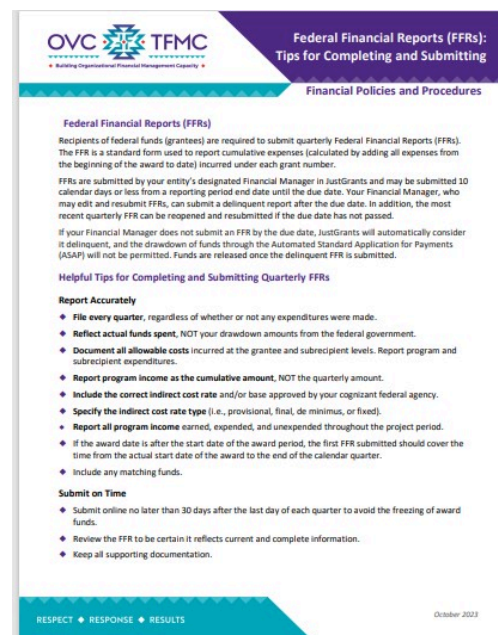 OVC TFMC
Building Organizational Financial Management Capacity
Federal Financial Reports (FFRs):
Tips for Completing and Submitting
Financial Policies and Procedures
Federal Financial Reports (FFRs)
Recipients of federal funds (grantees) are required to submit quarterly Federal Financial Reports (FFRs).
The FFR is a standard form used to report cumulative expenses (calculated by adding all expenses from
the beginning of the award to date) incurred under each grant number.
FFRs are submitted by your entity's designated Financial Manager in JustGrants and may be submitted 10
calendar days or less from a reporting period end date until the due date. Your Financial Manager, who
may edit and resubmit FFRs, can submit a delinquent report after the due date. In addition, the most
recent quarterly FFR can be reopened and resubmitted if the due date has not passed.
If your Financial Manager does not submit an FFR by the due date, JustGrants will automatically consider
it delinquent, and the drawdown of funds through the Automated Standard Application for Payments
(ASAP) will not be permitted. Funds are released once the delinquent FFR is submitted.
Helpful Tips for Completing and Submitting Quarterly FFRs
Report Accurately
◆ File every quarter, regardless of whether or not any expenditures were made.
◆ Reflect actual funds spent, NOT your drawdown amounts from the federal government.
◆ Document all allowable costs incurred at the grantee and subrecipient levels. Report program and
subrecipient expenditures.
◆ Report program income as the cumulative amount, NOT the quarterly amount.
◆ Include the correct indirect cost rate and/or base approved by your cognizant federal agency.
◆ Specify the indirect cost rate type (i.e., provisional, final, de minimus, or fixed).
◆ Report all program income earned, expended, and unexpended throughout the project period.
◆ If the award date is after the start date of the award period, the first FFR submitted should cover the
time from the actual start date of the award to the end of the calendar quarter.
◆ Include any matching funds.
Submit on Time
◆ Submit online no later than 30 days after the last day of each quarter to avoid the freezing of award
funds.
◆ Review the FFR to be certain it reflects current and complete information.
◆ Keep all supporting documentation.
RESPECT ◆ RESPONSE ◆ RESULTS
October 2023